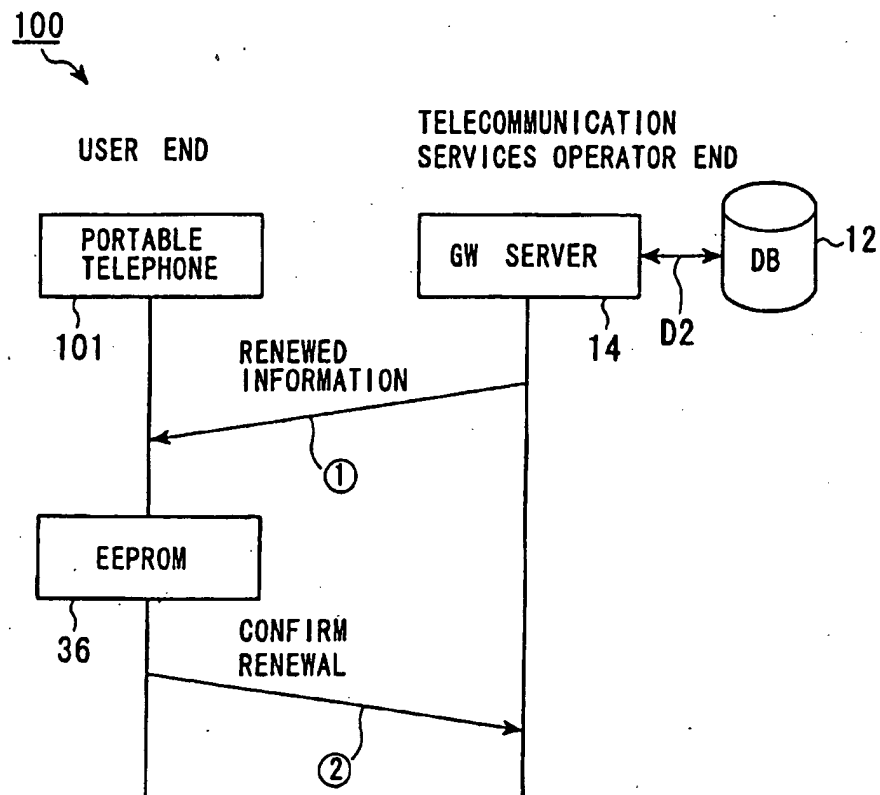 100
USER END
TELECOMMUNICATION
SERVICES OPERATOR END
PORTABLE
TELEPHONE
GW SERVER
DB
12
101
14
D2
RENEWED
INFORMATION
①
EEPROM
36
CONFIRM
RENEWAL
②